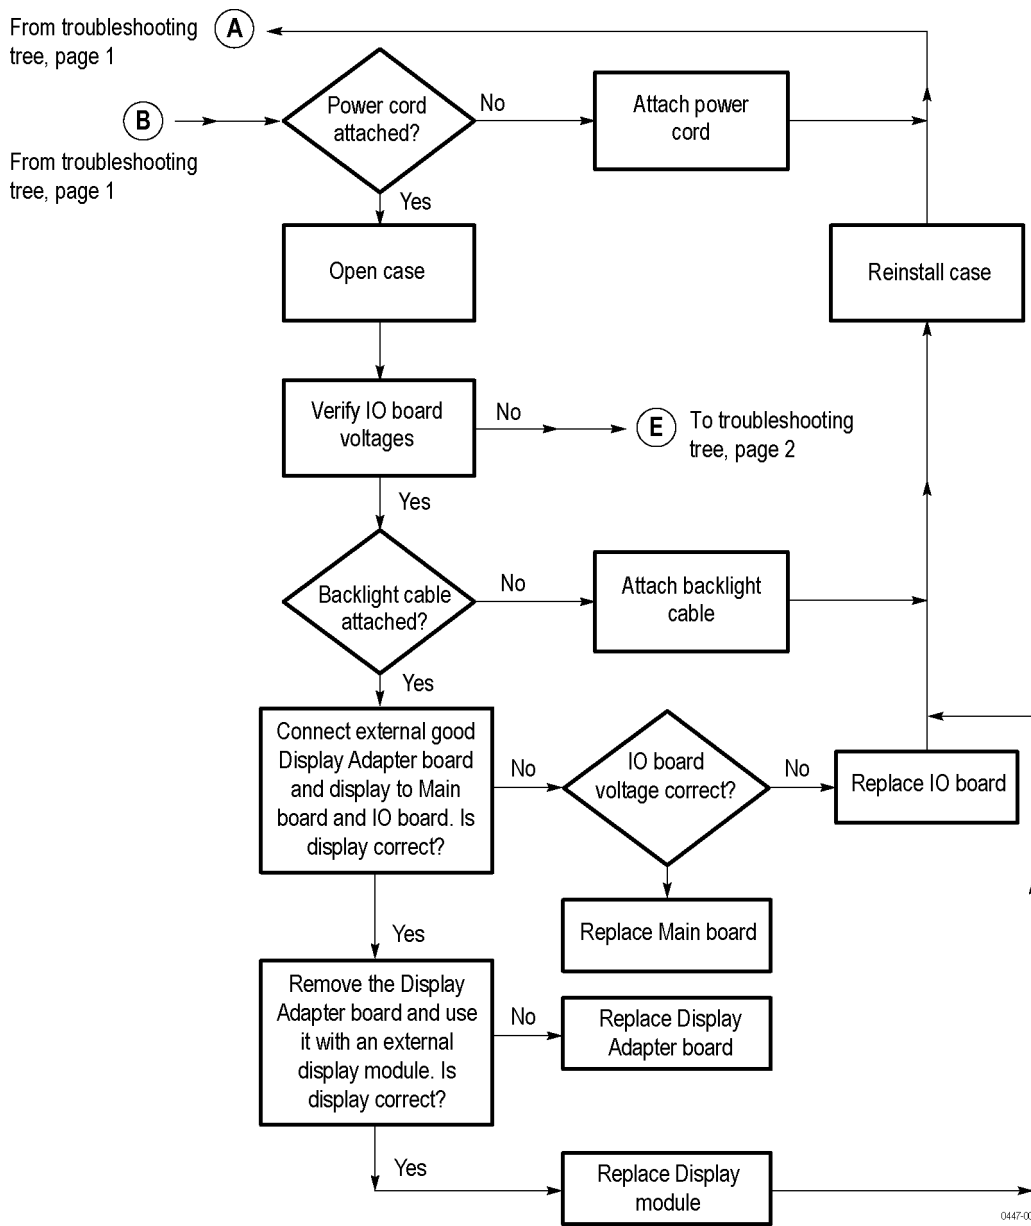 From troubleshooting
tree, page 1
A
Power cord
attached?
No
Attach power
cord
B
From troubleshooting
tree, page 1
Yes
Open case
Reinstall case
Verify IO board
voltages
No
E
To troubleshooting
tree, page 2
Yes
Backlight cable
attached?
No
Attach backlight
cable
Yes
Connect external good
Display Adapter board
and display to Main
board and IO board. Is
display correct?
No
IO board
voltage correct?
No
Replace IO board
Yes
Replace Main board
Remove the Display
Adapter board and use
it with an external
display module. Is
display correct?
No
Replace Display
Adapter board
Yes
Replace Display
module
0447-00